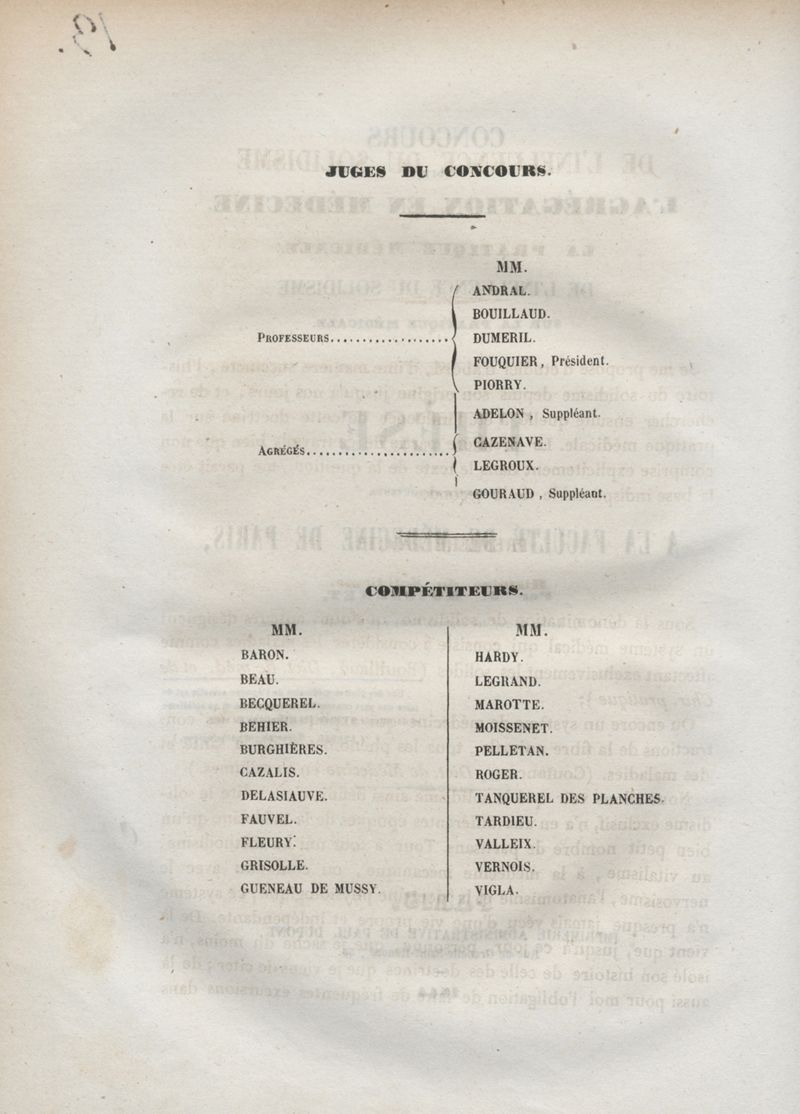 JUGES DU CONCOURS.
MM.
ANDRAL.
BOUILLAUD.
PROFESSEURS.................... DUMERIL.
FOUQUIER, Président.
PIORRY.
ADELON, Suppléant.
CAZENAVE.
AGRÉGÉS........................
LEGROUX.
GOURAUD, Suppléant.
COMPÉTITEURS.
MM.
BARON.
BEAU.
BECQUEREL.
BEHIER.
BURGHIÈRES.
CAZALIS.
DELASIAUVE.
FAUVEL.
FLEURY.
GRISOLLE.
GUENEAU DE MUSSY.
MM.
HARDY.
LEGRAND.
MAROTTE.
MOISSENET.
PELLETAN.
ROGER.
TANQUEREL DES PLANCHES.
TARDIEU.
VALLEIX.
VERNOIS.
VIGLA.